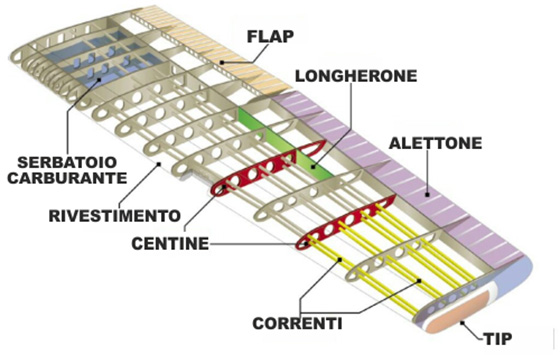 FLAP
LONGHERONE
ALETTONE
SERBATOIO
CARBURANTE
RIVESTIMENTO
CENTINE
CORRENTI
TIP